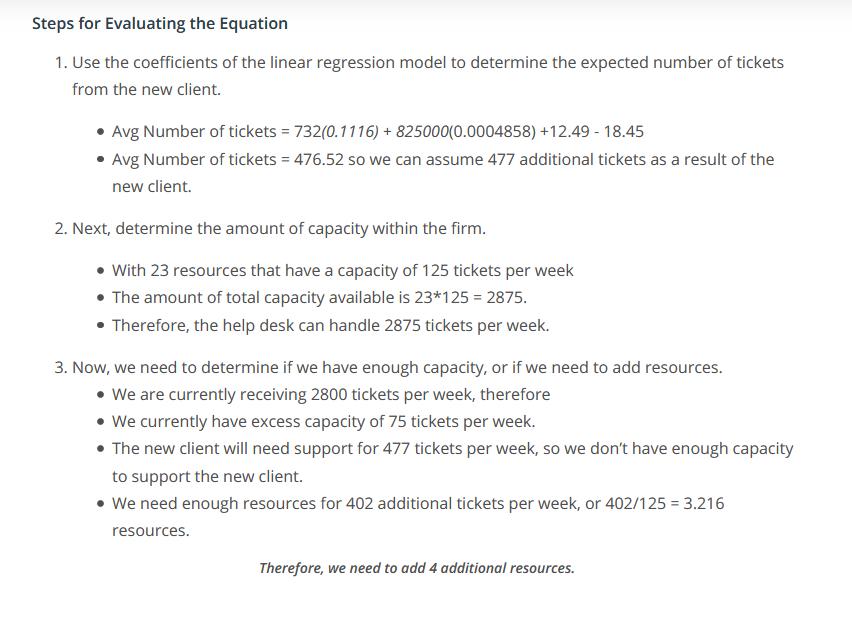 Steps for Evaluating the Equation
1. Use the coefficients of the linear regression model to determine the expected number of tickets
from the new client.
• Avg Number of tickets = 732(0.1116) + 825000(0.0004858) +12.49 - 18.45
• Avg Number of tickets = 476.52 so we can assume 477 additional tickets as a result of the
new client.
2. Next, determine the amount of capacity within the firm.
• With 23 resources that have a capacity of 125 tickets per week
• The amount of total capacity available is 23*125 = 2875.
• Therefore, the help desk can handle 2875 tickets per week.
3. Now, we need to determine if we have enough capacity, or if we need to add resources.
• We are currently receiving 2800 tickets per week, therefore
• We currently have excess capacity of 75 tickets per week.
• The new client will need support for 477 tickets per week, so we don’t have enough capacity
to support the new client.
• We need enough resources for 402 additional tickets per week, or 402/125 = 3.216
resources.
Therefore, we need to add 4 additional resources.